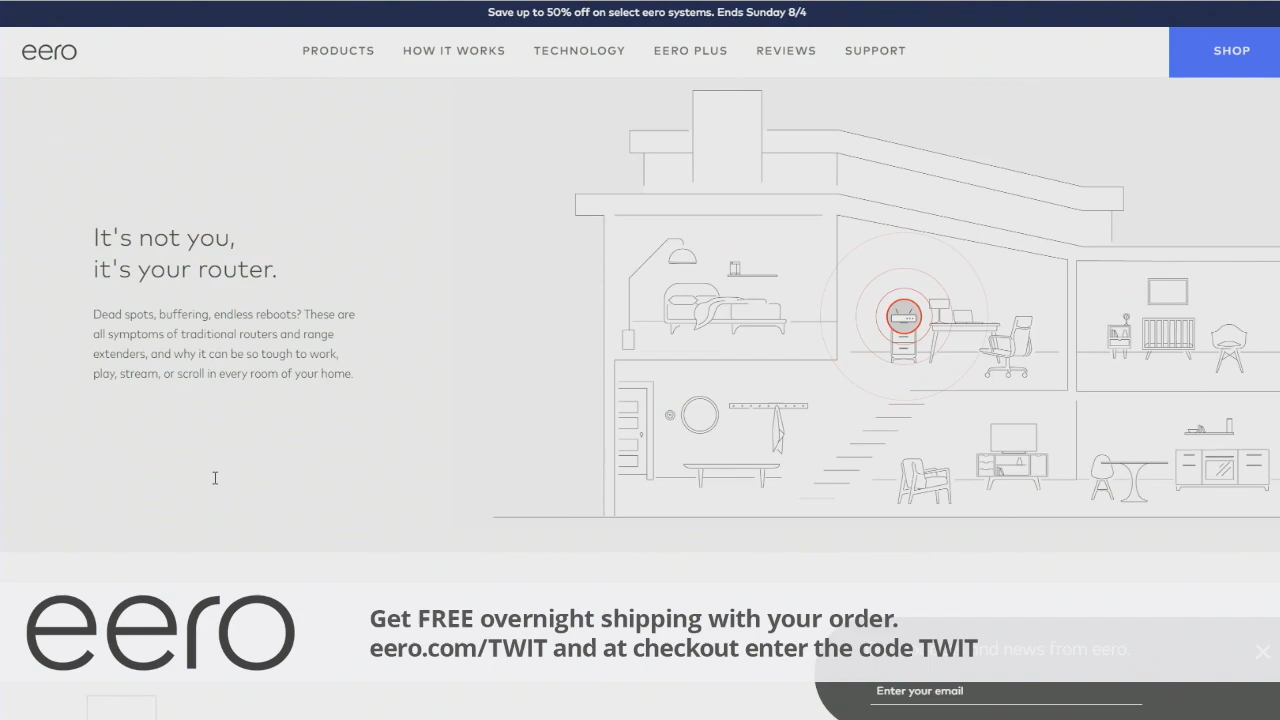 Save up to 50% off on select eero systems. Ends Sunday 8/4
eero
PRODUCTS
HOW IT WORKS
TECHNOLOGY
EERO PLUS
REVIEWS
SUPPORT
SHOP
It's not you,
it's your router.
Dead spots, buffering, endless reboots? These are
all symptoms of traditional routers and range
extenders, and why it can be so tough to work,
play, stream, or scroll in every room of your home.
eero
Get FREE overnight shipping with your order.
eero.com/TWIT and at checkout enter the code TWIT
news from eero.
Enter your email